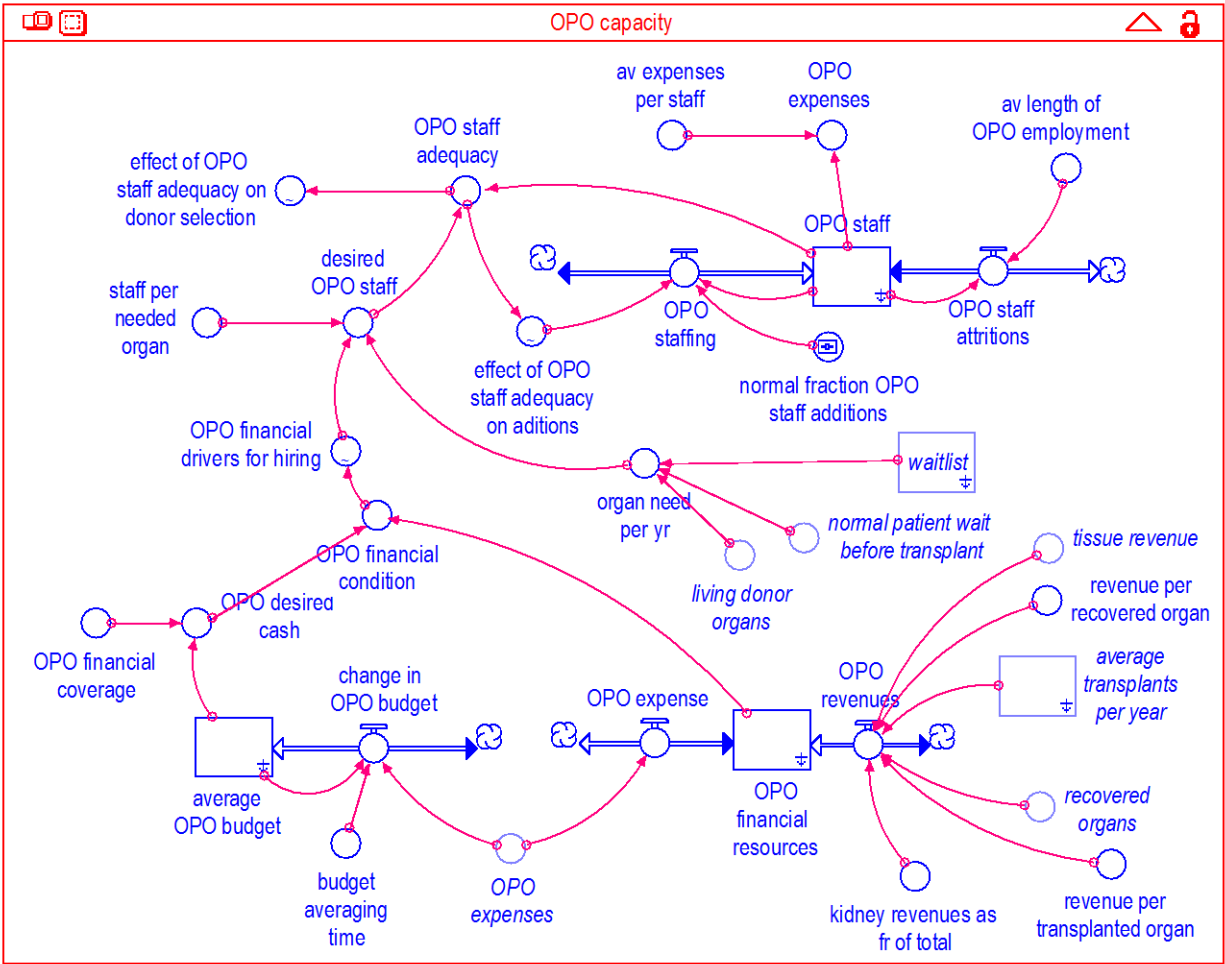 OPO capacity
av expenses
per staff
OPO
expenses
av length of
OPO employment
OPO staff
adequacy
effect of OPO
staff adequacy on
donor selection
~
OPO staff
desired
OPO staff
staff per
needed
organ
OPO
staffing
OPO staff
attritions
~
effect of OPO
staff adequacy
on aditions
normal fraction OPO
staff additions
OPO financial
drivers for hiring
~
waitlist
organ need
per yr
normal patient wait
before transplant
living donor
organs
tissue revenue
revenue per
recovered organ
OPO financial
condition
OPO desired
cash
OPO financial
coverage
average
transplants
per year
change in
OPO budget
OPO expense
OPO
revenues
average
OPO budget
OPO
financial
resources
recovered
organs
budget
averaging
time
OPO
expenses
kidney revenues as
fr of total
revenue per
transplanted organ